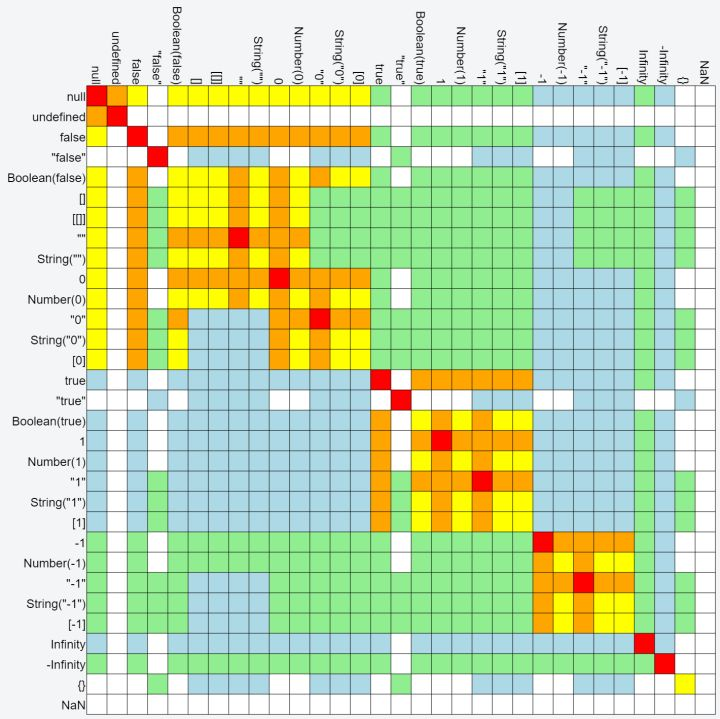 null
undefined
false
"false"
Boolean(false)
[]
[[]]
""
String("")
0
Number(0)
"0"
String("0")
[0]
true
"true"
Boolean(true)
1
Number(1)
"1"
String("1")
[1]
-1
Number(-1)
"-1"
String("-1")
[-1]
Infinity
-Infinity
{}
NaN
null
undefined
false
"false"
Boolean(false)
[]
[[]]
""
String("")
0
Number(0)
"0"
String("0")
[0]
true
"true"
Boolean(true)
1
Number(1)
"1"
String("1")
[1]
-1
Number(-1)
"-1"
String("-1")
[-1]
Infinity
-Infinity
{}
NaN